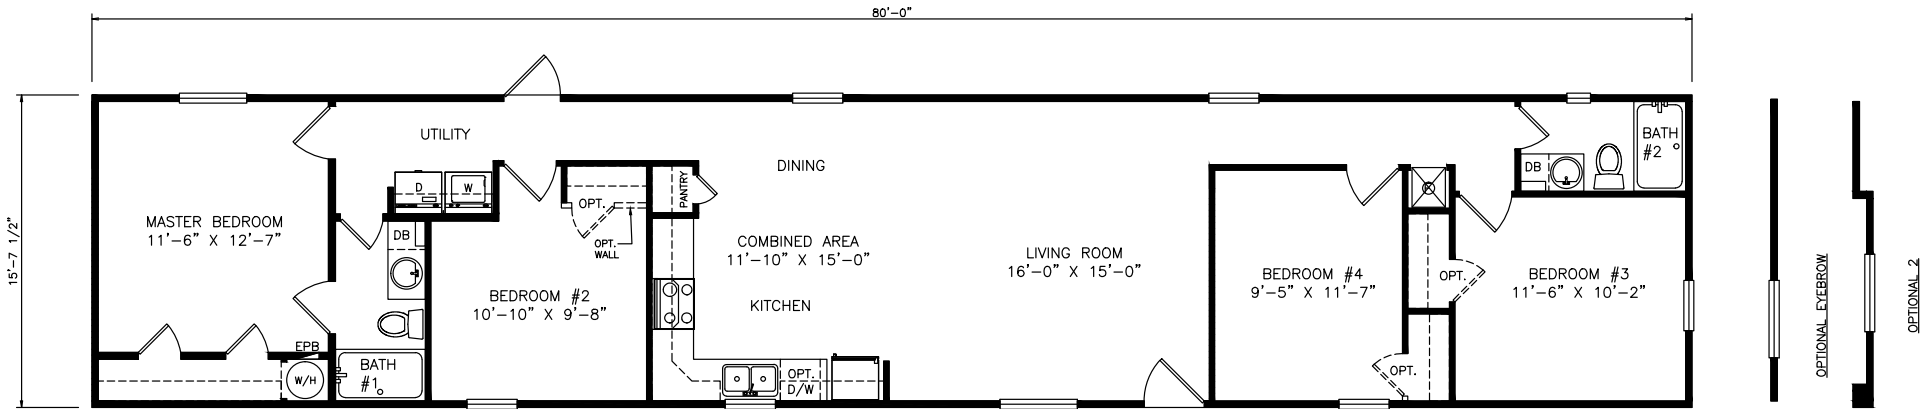 80'-0"
15'-7 1/2"
UTILITY
D
W
DINING
PANTRY
OPT.
OPT.
WALL
MASTER BEDROOM
11'-6" X 12'-7"
DB
BEDROOM #2
10'-10" X 9'-8"
COMBINED AREA
11'-10" X 15'-0"
KITCHEN
LIVING ROOM
16'-0" X 15'-0"
BEDROOM #4
9'-5" X 11'-7"
OPT.
OPT.
BEDROOM #3
11'-6" X 10'-2"
DB
BATH
#2
EPB
W/H
BATH
#1
OPT.
D/W
OPTIONAL EYEBROW
OPTIONAL 2